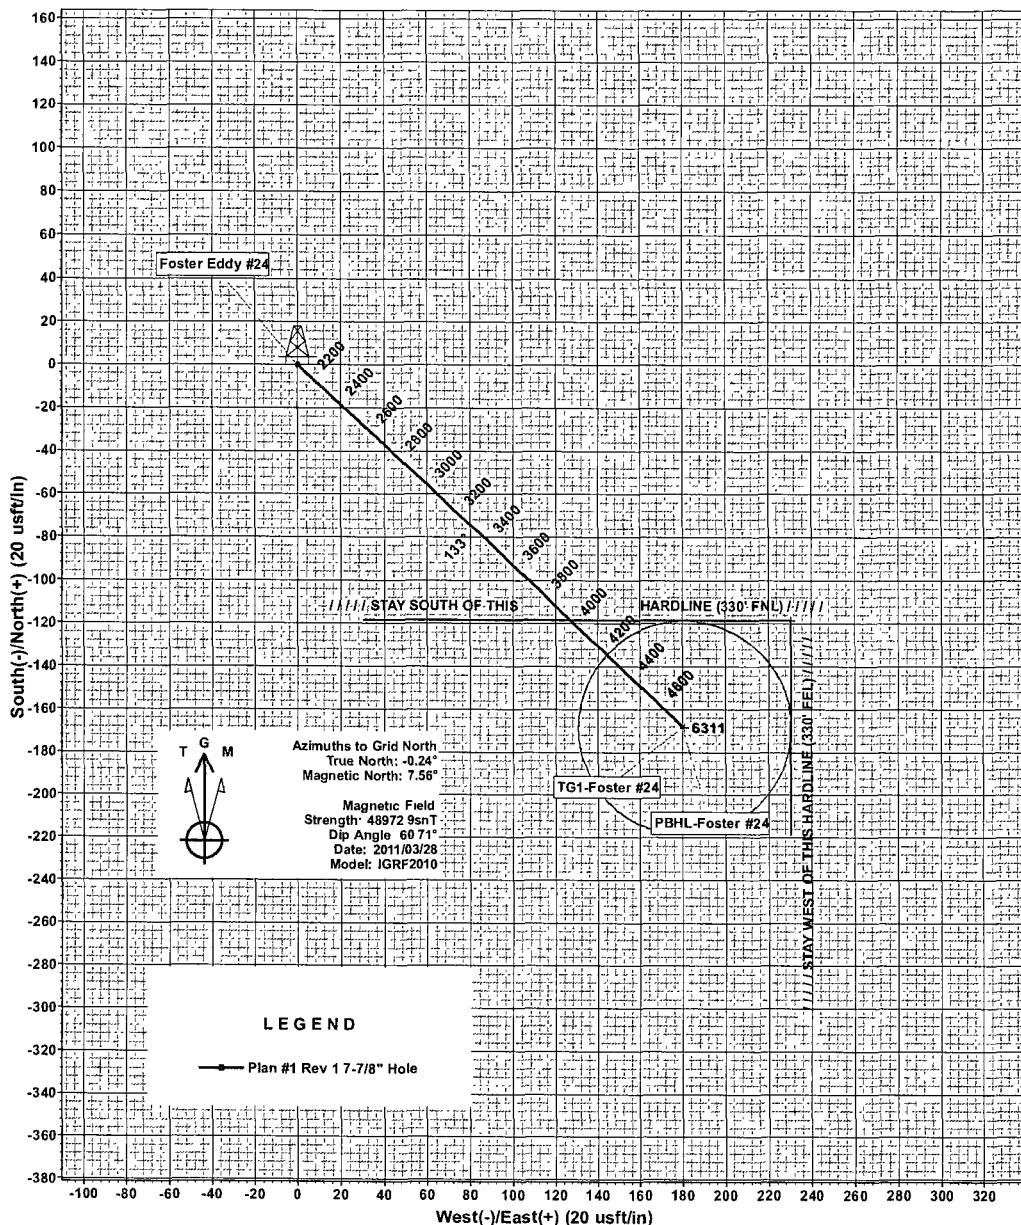 160
140
120
100
80
60
40
20
0
-20
-40
-60
-80
-100
-120
-140
-160
-180
-200
-220
-240
-260
-280
-300
-320
-340
-360
-380
South(-)/North(+) (20 usft/in)
Foster Eddy #24
2200
2400
2600
2800
3000
3200
3400
3600
3800
4000
4200
4400
4600
6311
133°
///// STAY SOUTH OF THIS HARDLINE (330' FNL) /////
///// STAY WEST OF THIS HARDLINE (330' FEL) /////
TG1-Foster #24
PBHL-Foster #24
T G M
Azimuths to Grid North
True North: -0.24°
Magnetic North: 7.56°
Magnetic Field
Strength: 48972 9snT
Dip Angle 60 71°
Date: 2011/03/28
Model: IGRF2010
LEGEND
Plan #1 Rev 1 7-7/8" Hole
-100 -80 -60 -40 -20 0 20 40 60 80 100 120 140 160 180 200 220 240 260 280 300 320
West(-)/East(+) (20 usft/in)